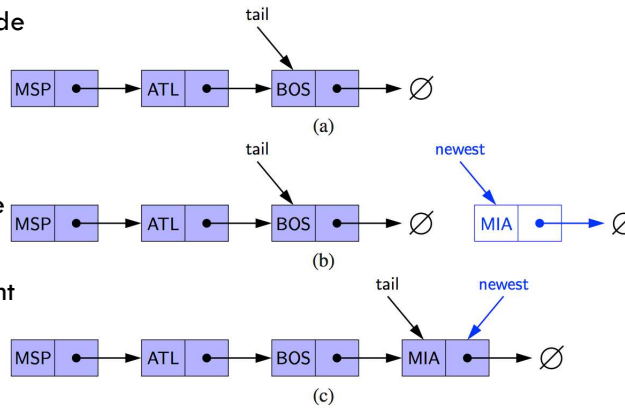 de
tail
MSP ATL BOS ∅
(a)
tail newest
e
MSP ATL BOS ∅ MIA ∅
(b)
nt
tail newest
MSP ATL BOS MIA ∅
(c)